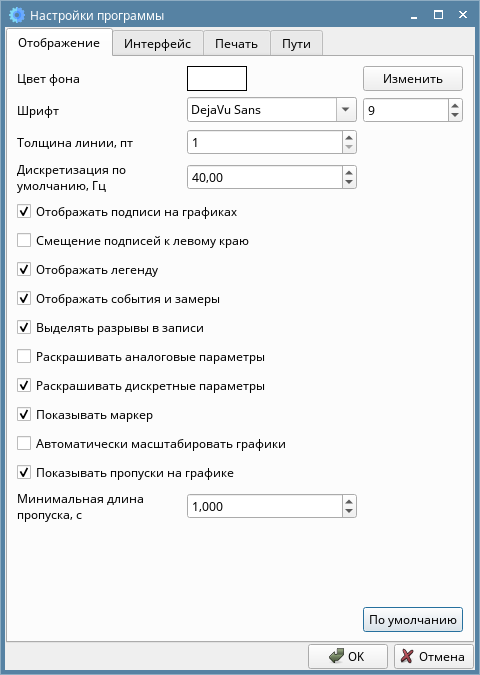 Настройки программы
Отображение Интерфейс Печать Пути
Цвет фона Изменить
Шрифт DejaVu Sans 9
Толщина линии, пт 1
Дискретизация по
умолчанию, Гц 40,00
Отображать подписи на графиках
Смещение подписей к левому краю
Отображать легенду
Отображать события и замеры
Выделять разрывы в записи
Раскрашивать аналоговые параметры
Раскрашивать дискретные параметры
Показывать маркер
Автоматически масштабировать графики
Показывать пропуски на графике
Минимальная длина
пропуска, с 1,000
По умолчанию
OK Отмена